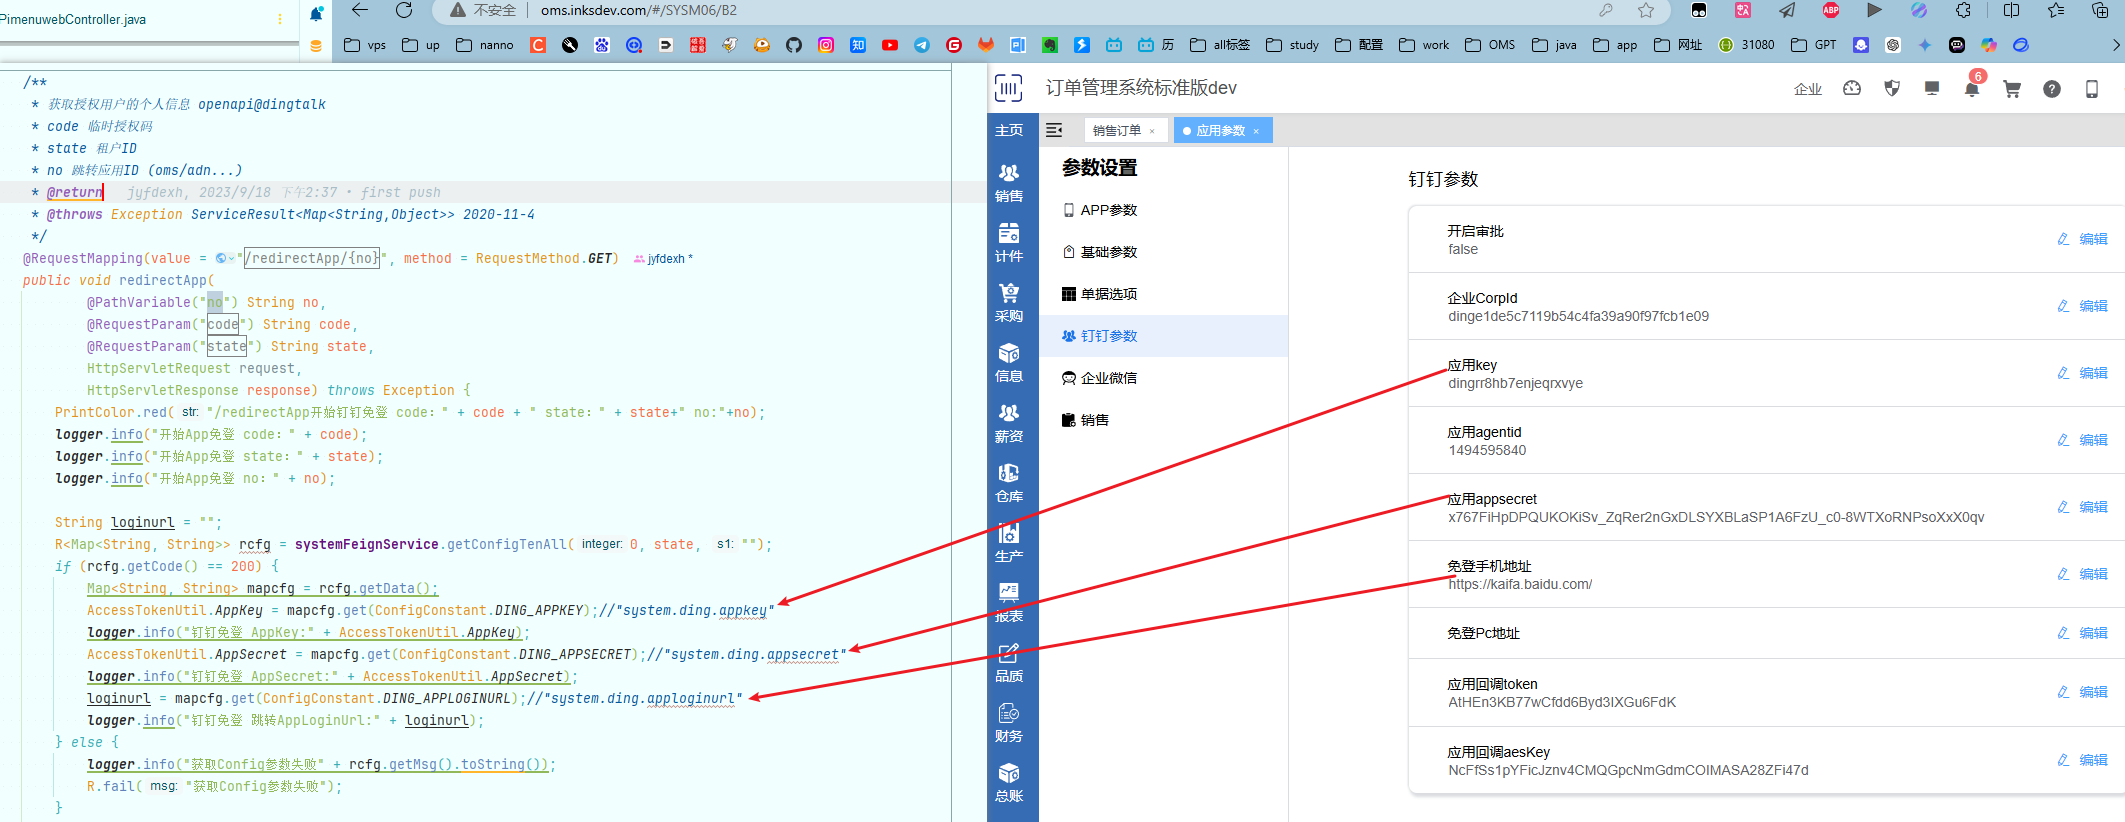 PimenuwebController.java
不安全
oms.inksdev.com/#/SYSM06/B2
vps
up
nanno
历
all标签
study
配置
work
OMS
java
app
网址
31080
GPT
/**
* 获取授权用户的个人信息 openapi@dingtalk
* code 临时授权码
* state 租户ID
* no 跳转应用ID (oms/adn...)
* @return jyfdexh, 2023/9/18 下午2:37 • first push
* @throws Exception ServiceResult<Map<String,Object>> 2020-11-4
*/
@RequestMapping(value = "/redirectApp/{no}", method = RequestMethod.GET) jyfdexh *
public void redirectApp(
@PathVariable("no") String no,
@RequestParam("code") String code,
@RequestParam("state") String state,
HttpServletRequest request,
HttpServletResponse response) throws Exception {
PrintColor.red( str: "/redirectApp开始钉钉免登 code：" + code + " state：" + state+" no:"+no);
logger.info("开始App免登 code：" + code);
logger.info("开始App免登 state：" + state);
logger.info("开始App免登 no：" + no);
String loginurl = "";
R<Map<String, String>> rcfg = systemFeignService.getConfigTenAll( integer: 0, state, s1: "");
if (rcfg.getCode() == 200) {
Map<String, String> mapcfg = rcfg.getData();
AccessTokenUtil.AppKey = mapcfg.get(ConfigConstant.DING_APPKEY);//"system.ding.appkey"
logger.info("钉钉免登 AppKey:" + AccessTokenUtil.AppKey);
AccessTokenUtil.AppSecret = mapcfg.get(ConfigConstant.DING_APPSECRET);//"system.ding.appsecret"
logger.info("钉钉免登 AppSecret:" + AccessTokenUtil.AppSecret);
loginurl = mapcfg.get(ConfigConstant.DING_APPLOGINURL);//"system.ding.apploginurl"
logger.info("钉钉免登 跳转AppLoginUrl:" + loginurl);
} else {
logger.info("获取Config参数失败" + rcfg.getMsg().toString());
R.fail( msg: "获取Config参数失败");
}
订单管理系统标准版dev
企业
6
主页
销售
计件
采购
信息
薪资
仓库
生产
报表
品质
财务
总账
销售订单 ×
应用参数 ×
参数设置
APP参数
基础参数
单据选项
钉钉参数
企业微信
销售
钉钉参数
开启审批
false
编辑
企业CorpId
dinge1de5c7119b54c4fa39a90f97fcb1e09
编辑
应用key
dingrr8hb7enjeqrxvye
编辑
应用agentid
1494595840
编辑
应用appsecret
x767FiHpDPQUKOKiSv_ZqRer2nGxDLSYXBLaSP1A6FzU_c0-8WTXoRNPsoXxX0qv
编辑
免登手机地址
https://kaifa.baidu.com/
编辑
免登Pc地址
编辑
应用回调token
AtHEn3KB77wCfdd6Byd3IXGu6FdK
编辑
应用回调aesKey
NcFfSs1pYFicJznv4CMQGpcNmGdmCOIMASA28ZFi47d
编辑